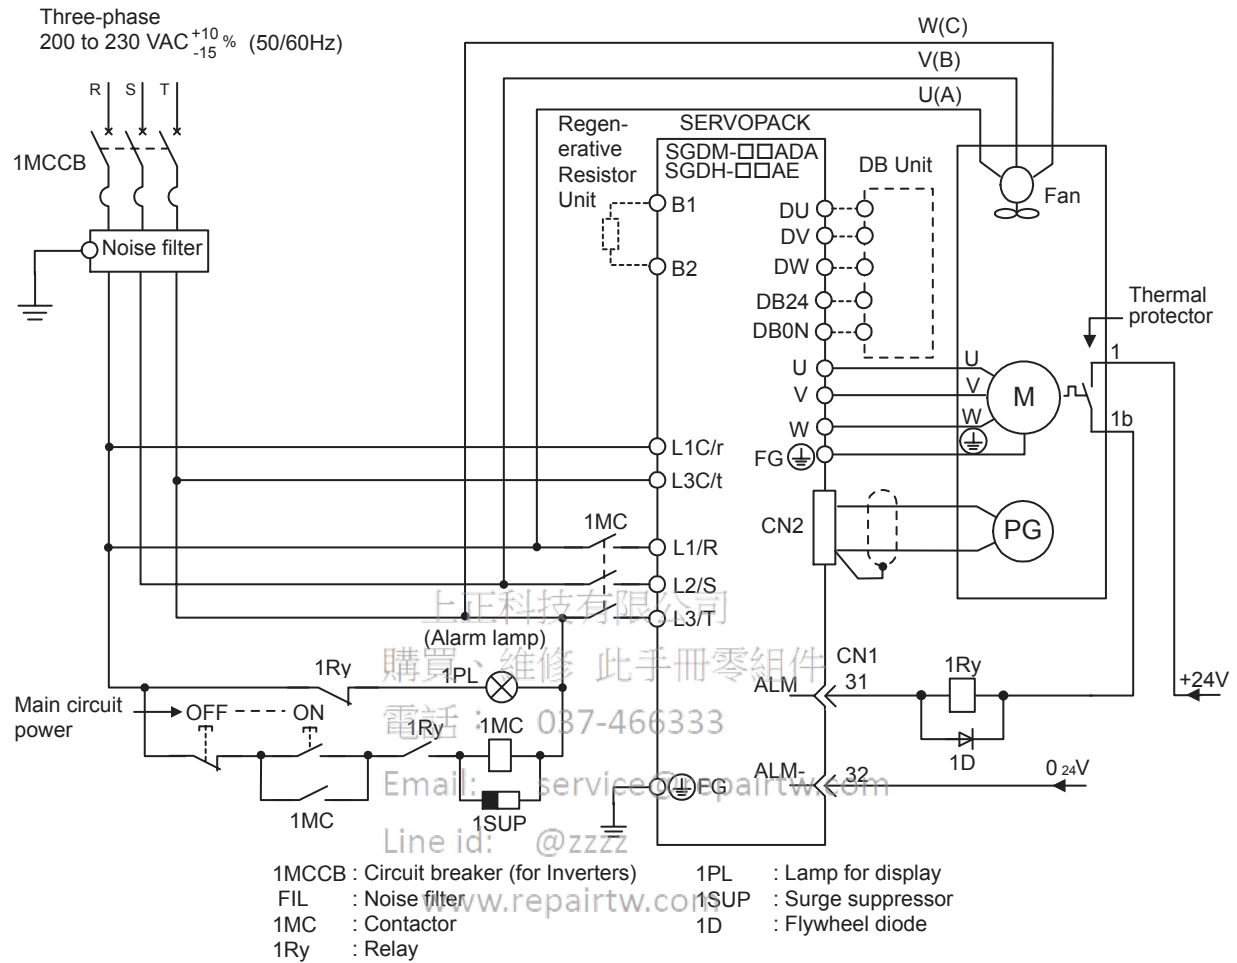 Three-phase
200 to 230 VAC +10 -15 % (50/60Hz)
R S T
1MCCB
Noise filter
W(C)
V(B)
U(A)
Regen-
erative
Resistor
Unit
SERVOPACK
SGDM-□□ADA
SGDH-□□AE
DB Unit
Fan
B1
B2
DU
DV
DW
DB24
DB0N
Thermal
protector
U
V
W
FG
U
V
W
M
1
1b
L1C/r
L3C/t
CN2
PG
1MC
L1/R
L2/S
L3/T
上正科技有限公司
(Alarm lamp)
購買、維修 此手冊零組件
1Ry
1PL
CN1
ALM
31
1Ry
+24V
Main circuit
power
OFF
ON
電話： 037-466333
1Ry
1MC
1D
ALM-
32
0 24V
Email: service@repairtw.com
FG
1MC
1SUP
Line id: @zzzz
1MCCB : Circuit breaker (for Inverters)
FIL : Noise filter
1MC : Contactor
1Ry : Relay
1PL : Lamp for display
1SUP : Surge suppressor
1D : Flywheel diode
www.repairtw.com